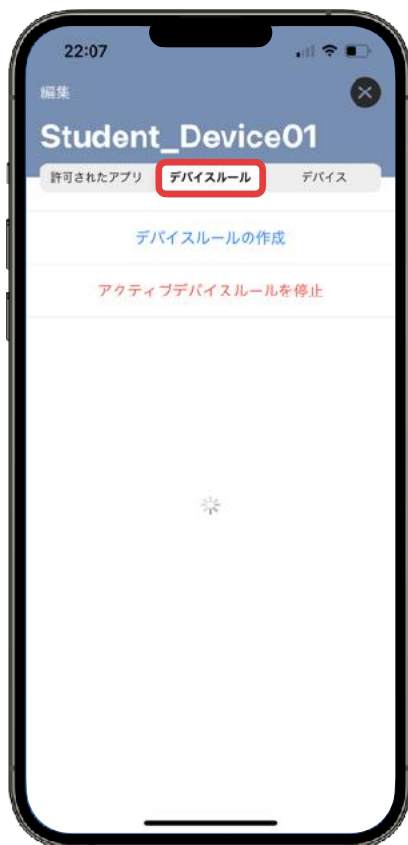 22:07
編集
Student_Device01
許可されたアプリ デバイスルール デバイス
デバイスルールの作成
アクティブデバイスルールを停止